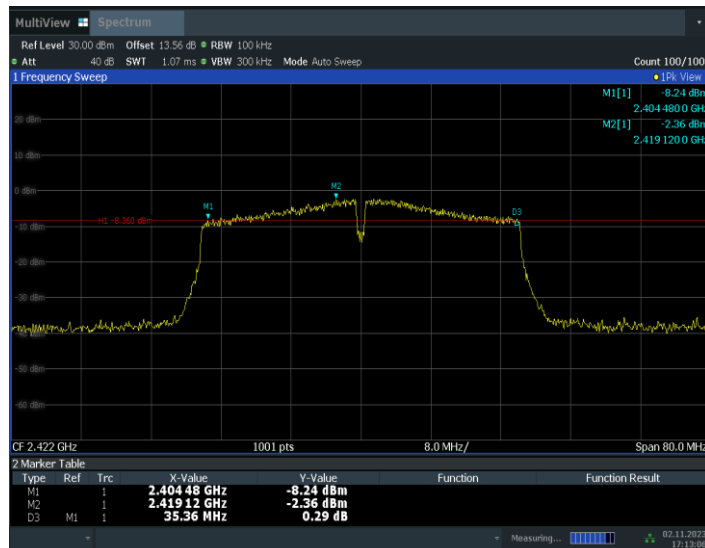 MultiView Spectrum
Ref Level 30.00 dBm Offset 13.56 dB RBW 100 kHz
Att 40 dB SWT 1.07 ms VBW 300 kHz Mode Auto Sweep Count 100/100
1 Frequency Sweep 1Pk View
M1[1] -8.24 dBm
2.404 480 0 GHz
20 dBm
M2[1] -2.36 dBm
2.419 120 0 GHz
10 dBm
0 dBm
M2
M1
D3
H1 -8.360 dBm
-10 dBm
-20 dBm
-30 dBm
-50 dBm
-60 dBm
CF 2.422 GHz 1001 pts 8.0 MHz/ Span 80.0 MHz
2 Marker Table
Type Ref Trc X-Value Y-Value Function Function Result
M1 1 2.404 48 GHz -8.24 dBm
M2 1 2.419 12 GHz -2.36 dBm
D3 M1 1 35.36 MHz 0.29 dB
Measuring... 02.11.2023
17:13:06